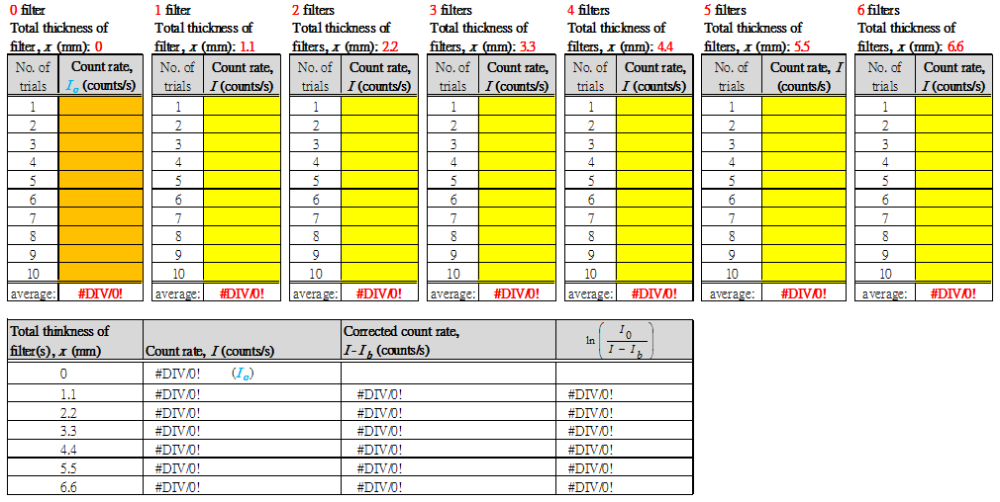 0 filter
Total thickness of
filter, x (mm): 0
No. of trials Count rate, Io (counts/s)
1
2
3
4
5
6
7
8
9
10
average: #DIV/0!
1 filter
Total thickness of
filter, x (mm): 1.1
No. of trials Count rate, I (counts/s)
1
2
3
4
5
6
7
8
9
10
average: #DIV/0!
2 filters
Total thickness of
filters, x (mm): 2.2
No. of trials Count rate, I (counts/s)
1
2
3
4
5
6
7
8
9
10
average: #DIV/0!
3 filters
Total thickness of
filters, x (mm): 3.3
No. of trials Count rate, I (counts/s)
1
2
3
4
5
6
7
8
9
10
average: #DIV/0!
4 filters
Total thickness of
filters, x (mm): 4.4
No. of trials Count rate, I (counts/s)
1
2
3
4
5
6
7
8
9
10
average: #DIV/0!
5 filters
Total thickness of
filters, x (mm): 5.5
No. of trials Count rate, I (counts/s)
1
2
3
4
5
6
7
8
9
10
average: #DIV/0!
6 filters
Total thickness of
filters, x (mm): 6.6
No. of trials Count rate, I (counts/s)
1
2
3
4
5
6
7
8
9
10
average: #DIV/0!
Total thinkness of filter(s), x (mm) Count rate, I (counts/s) Corrected count rate, I-Ib (counts/s) ln(I0/(I - Ib))
0 #DIV/0! (Io)
1.1 #DIV/0! #DIV/0! #DIV/0!
2.2 #DIV/0! #DIV/0! #DIV/0!
3.3 #DIV/0! #DIV/0! #DIV/0!
4.4 #DIV/0! #DIV/0! #DIV/0!
5.5 #DIV/0! #DIV/0! #DIV/0!
6.6 #DIV/0! #DIV/0! #DIV/0!